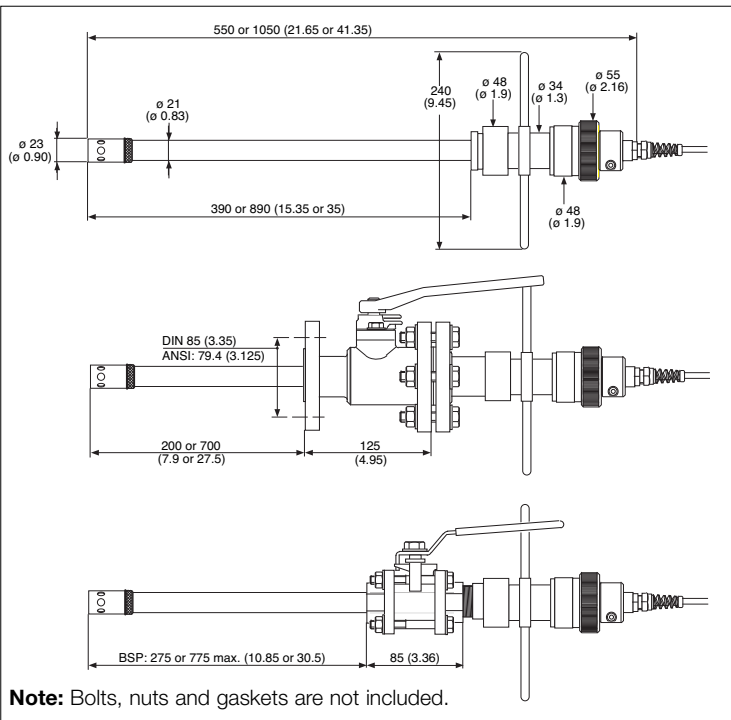 550 or 1050 (21.65 or 41.35)
240
(9.45)
ø 48
(ø 1.9)
ø 34
(ø 1.3)
ø 55
(ø 2.16)
ø 21
(ø 0.83)
ø 23
(ø 0.90)
390 or 890 (15.35 or 35)
ø 48
(ø 1.9)
DIN 85 (3.35)
ANSI: 79.4 (3.125)
200 or 700
(7.9 or 27.5)
125
(4.95)
BSP: 275 or 775 max. (10.85 or 30.5)
85 (3.36)
Note: Bolts, nuts and gaskets are not included.